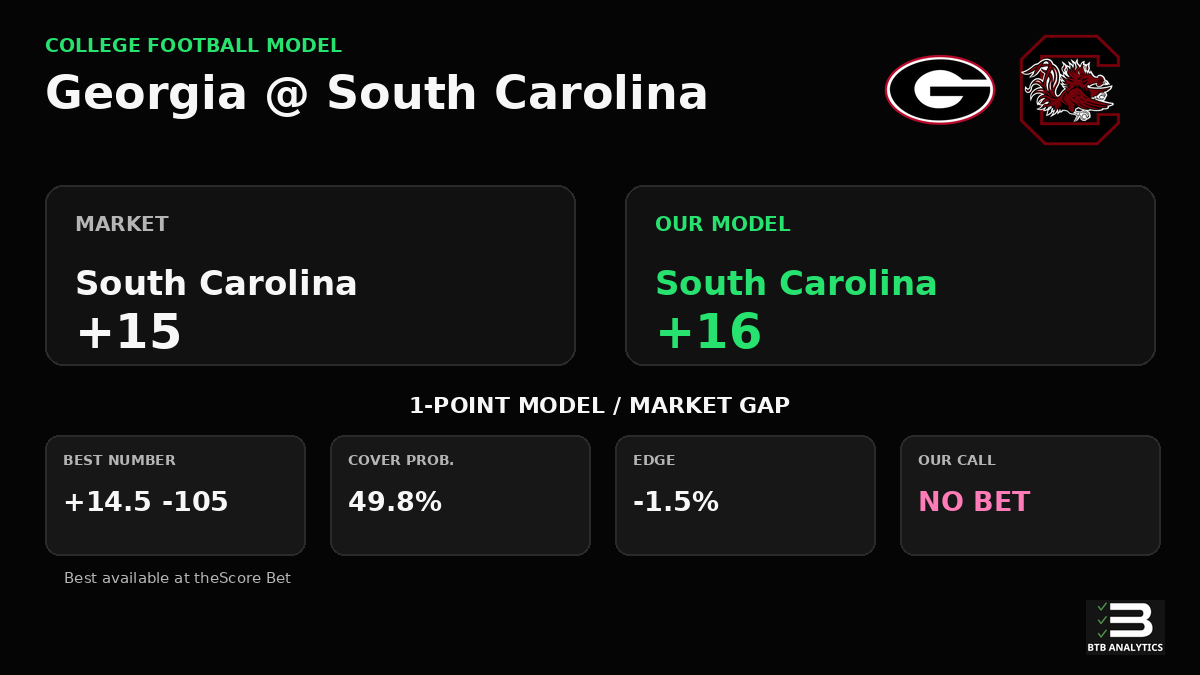 COLLEGE FOOTBALL MODEL
Georgia @ South Carolina
G
C
MARKET
South Carolina
+15
OUR MODEL
South Carolina
+16
1-POINT MODEL / MARKET GAP
BEST NUMBER
+14.5 -105
COVER PROB.
49.8%
EDGE
-1.5%
OUR CALL
NO BET
Best available at theScore Bet
B
BTB ANALYTICS